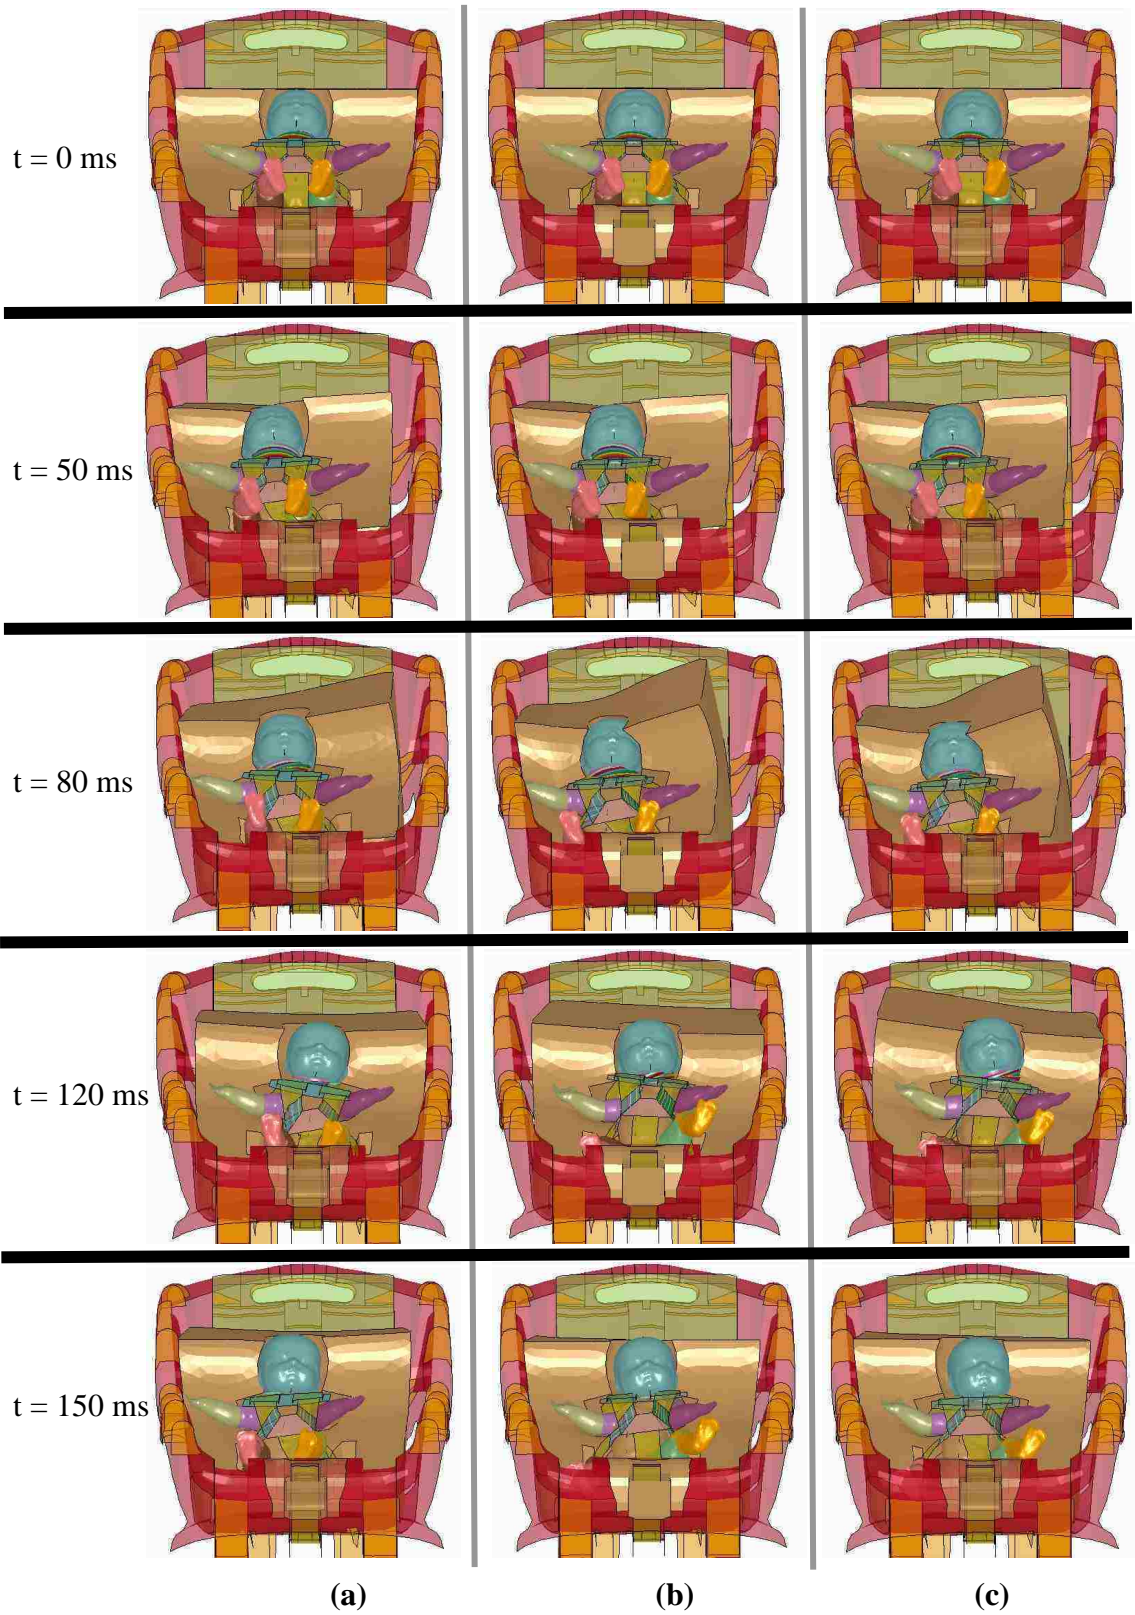 t = 0 ms
t = 50 ms
t = 80 ms
t = 120 ms
t = 150 ms
(a) (b) (c)